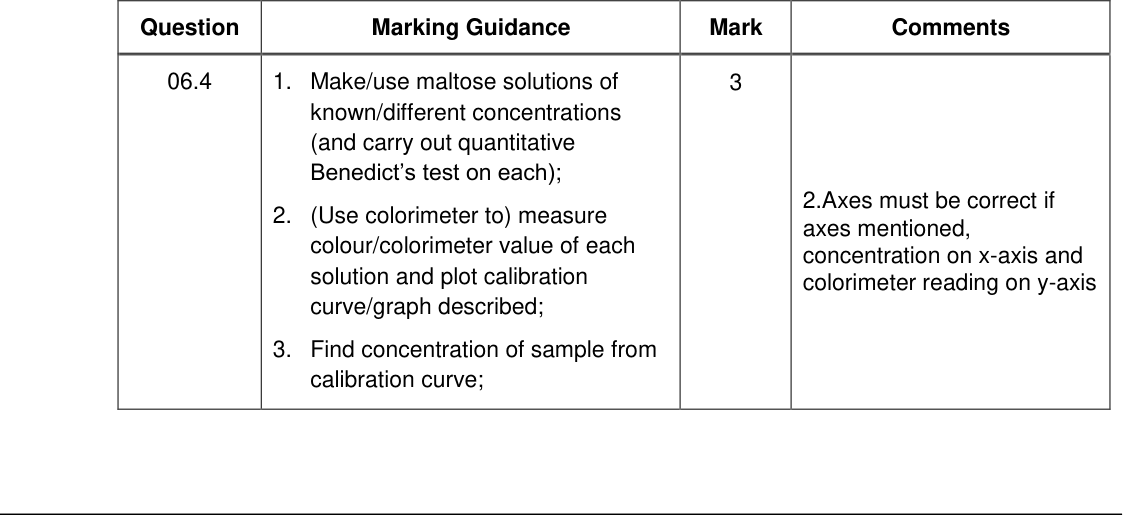 Question Marking Guidance Mark Comments
06.4
1. Make/use maltose solutions of
known/different concentrations
(and carry out quantitative
Benedict’s test on each);
2. (Use colorimeter to) measure
colour/colorimeter value of each
solution and plot calibration
curve/graph described;
3. Find concentration of sample from
calibration curve;
3
2.Axes must be correct if
axes mentioned,
concentration on x-axis and
colorimeter reading on y-axis